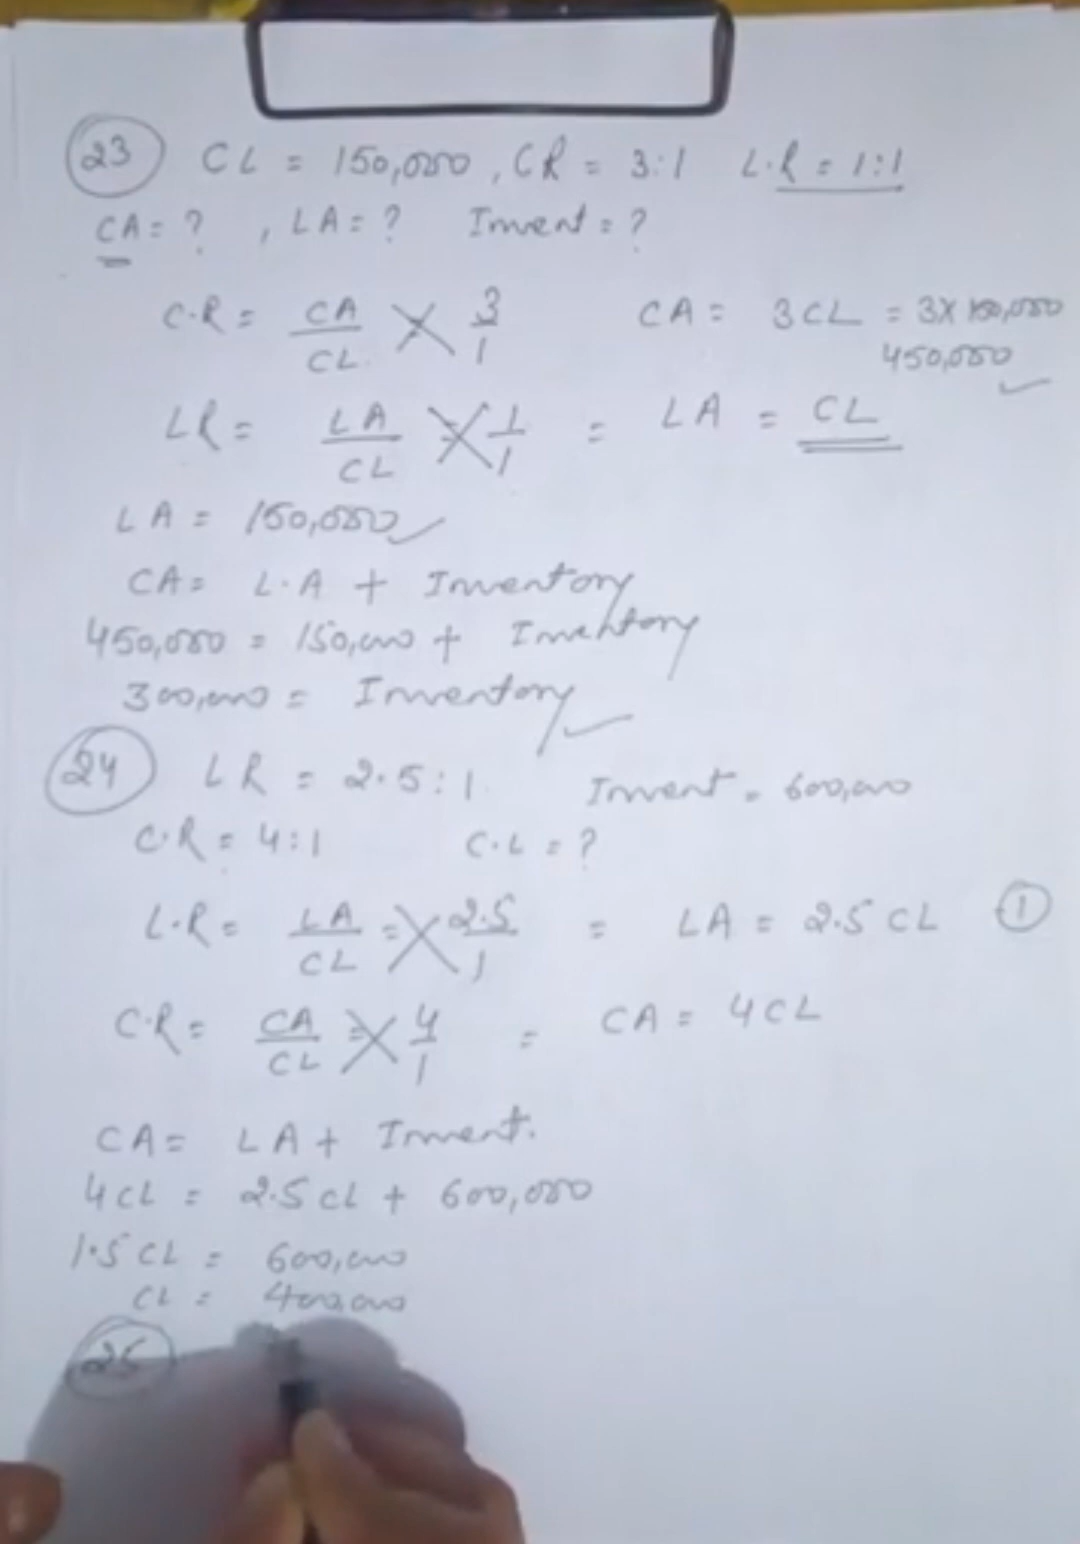 23 CL = 150,000, CR = 3:1 L.R = 1:1
CA = ?, LA = ? Invent = ?
C.R = CA/CL 3/1 CA = 3CL = 3x150,000
450,000
LR = LA/CL = 1/1 = LA = CL
LA = 150,000
CA = L.A + Inventory
450,000 = 150,000 + Inventory
300,000 = Inventory
24 LR = 2.5:1 Invent = 600,000
C.R = 4:1 C.L = ?
L.R = LA/CL = 2.5/1 = LA = 2.5 CL 1
C.R = CA/CL = 4/1 = CA = 4CL
CA = LA + Invent.
4CL = 2.5CL + 600,000
1.5CL = 600,000
CL = 400,000
25